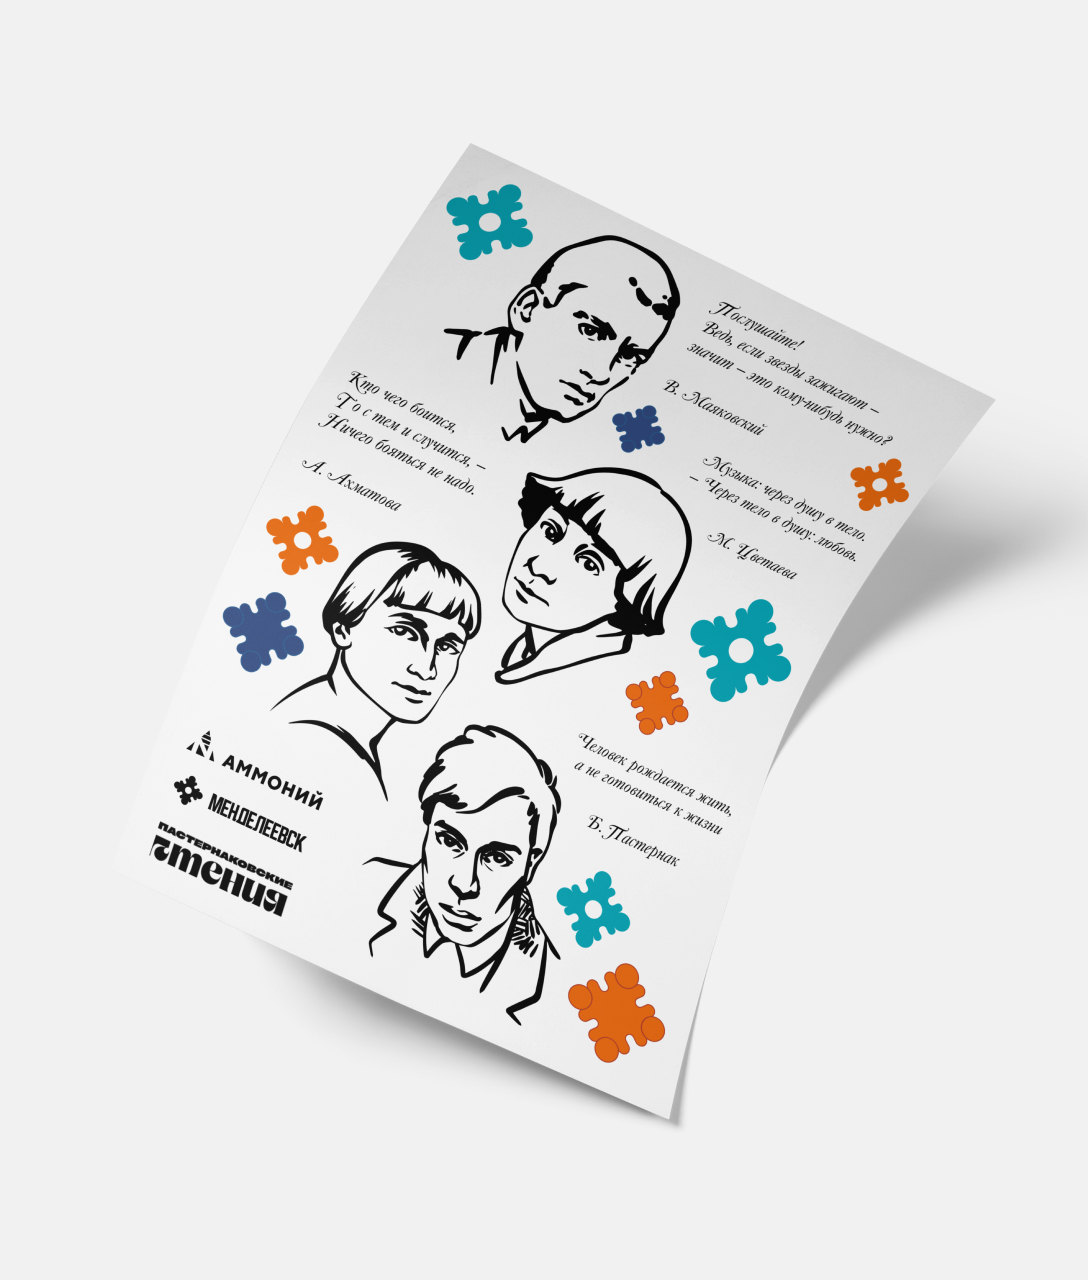 Послушайте!
Ведь, если звезды зажигают –
значит – это кому-нибудь нужно?
В. Маяковский
Кто чего боится,
То с тем и случится, –
Ничего бояться не надо.
А. Ахматова
Музыка: через душу в тело.
– Через тело в душу: любовь.
М. Цветаева
Человек рождается жить,
а не готовиться к жизни
Б. Пастернак
АММОНИЙ
МЕНДЕЛЕЕВСК
ПАСТЕРНАКОВСКИЕ
чтения